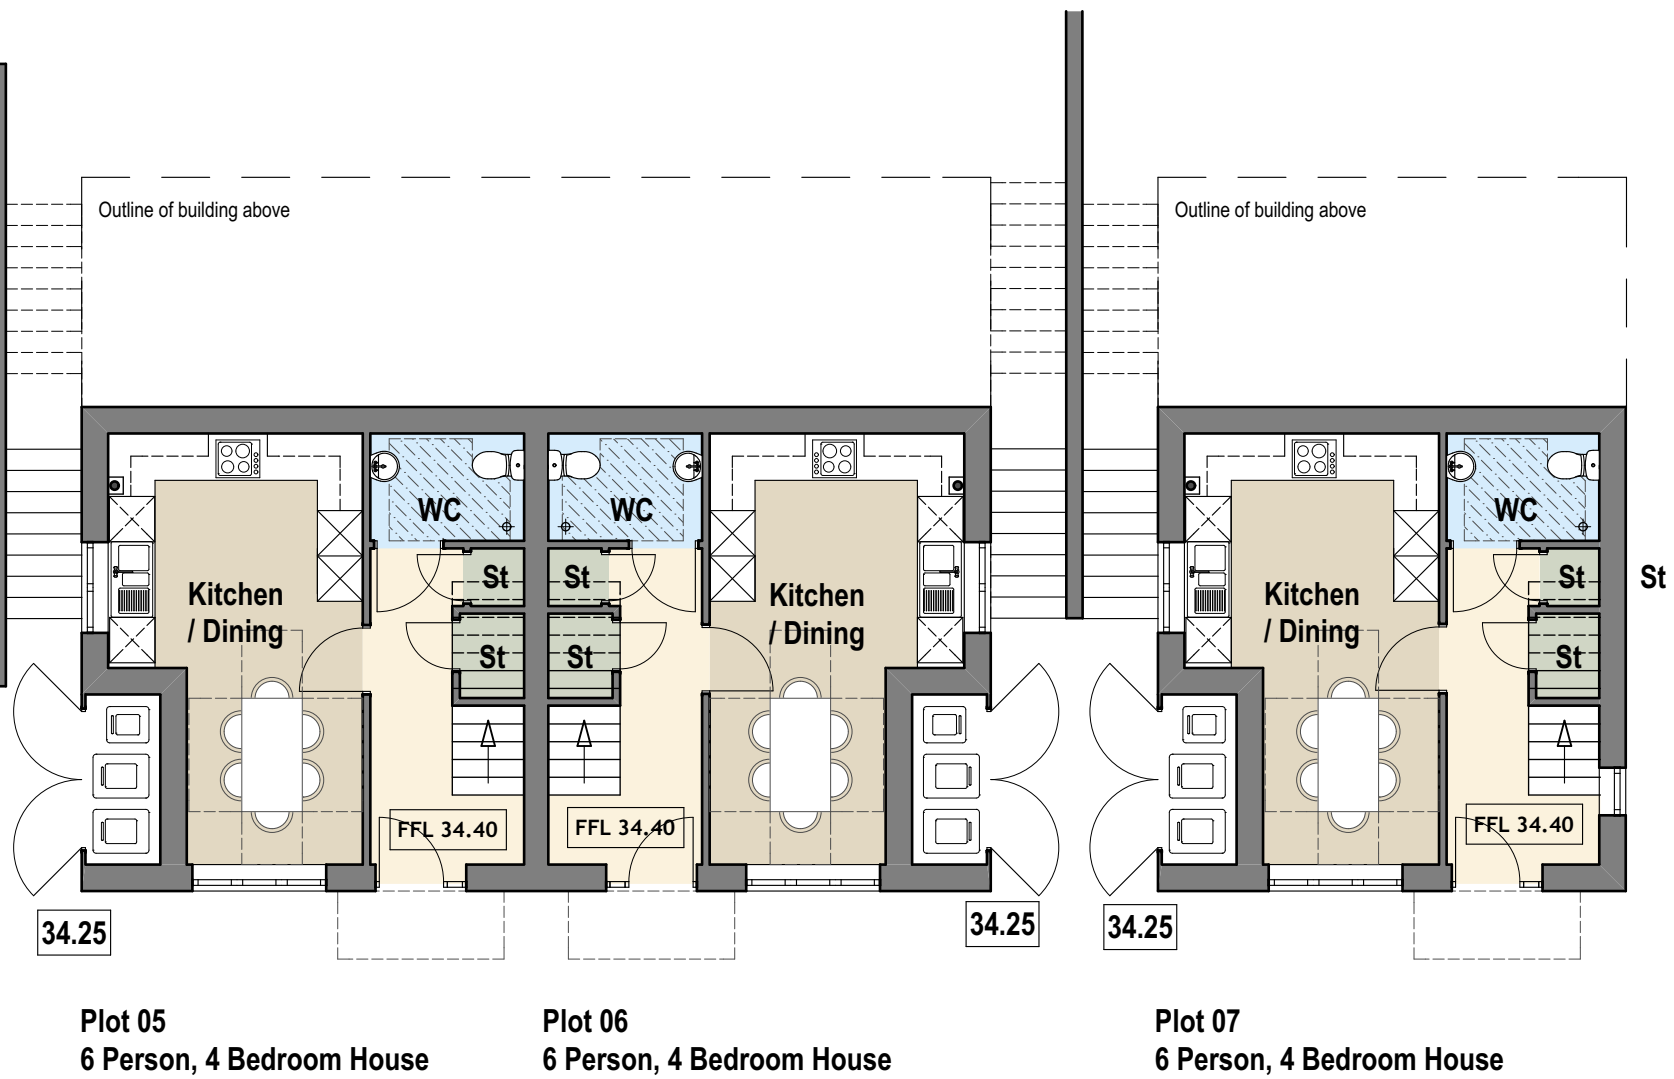 Outline of building above
Outline of building above
WC
WC
WC
Kitchen
/ Dining
St
St
Kitchen
/ Dining
Kitchen
/ Dining
St
St
St
St
St
St
FFL 34.40
FFL 34.40
FFL 34.40
34.25
34.25
34.25
Plot 05
6 Person, 4 Bedroom House
Plot 06
6 Person, 4 Bedroom House
Plot 07
6 Person, 4 Bedroom House